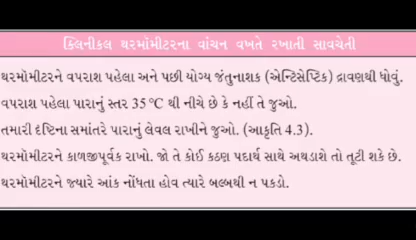 ક્લિનીકલ થરમૉમીટરના વાંચન વખતે રખાતી સાવચેતી
થરમૉમીટરને વપરાશ પહેલા અને પછી યોગ્ય જંતુનાશક (એન્ટિસેપ્ટિક) દ્રાવણથી ધોવું.
વપરાશ પહેલા પારાનું સ્તર 35 °C થી નીચે છે કે નહીં તે જુઓ.
તમારી દૃષ્ટિના સમાંતરે પારાનું લેવલ રાખીને જુઓ. (આકૃતિ 4.3).
થરમૉમીટરને કાળજીપૂર્વક રાખો. જો તે કોઈ કઠણ પદાર્થ સાથે અથડાશે તો તૂટી શકે છે.
થરમૉમીટરને જ્યારે આંક નોંધતા હોવ ત્યારે બલ્બથી ન પકડો.